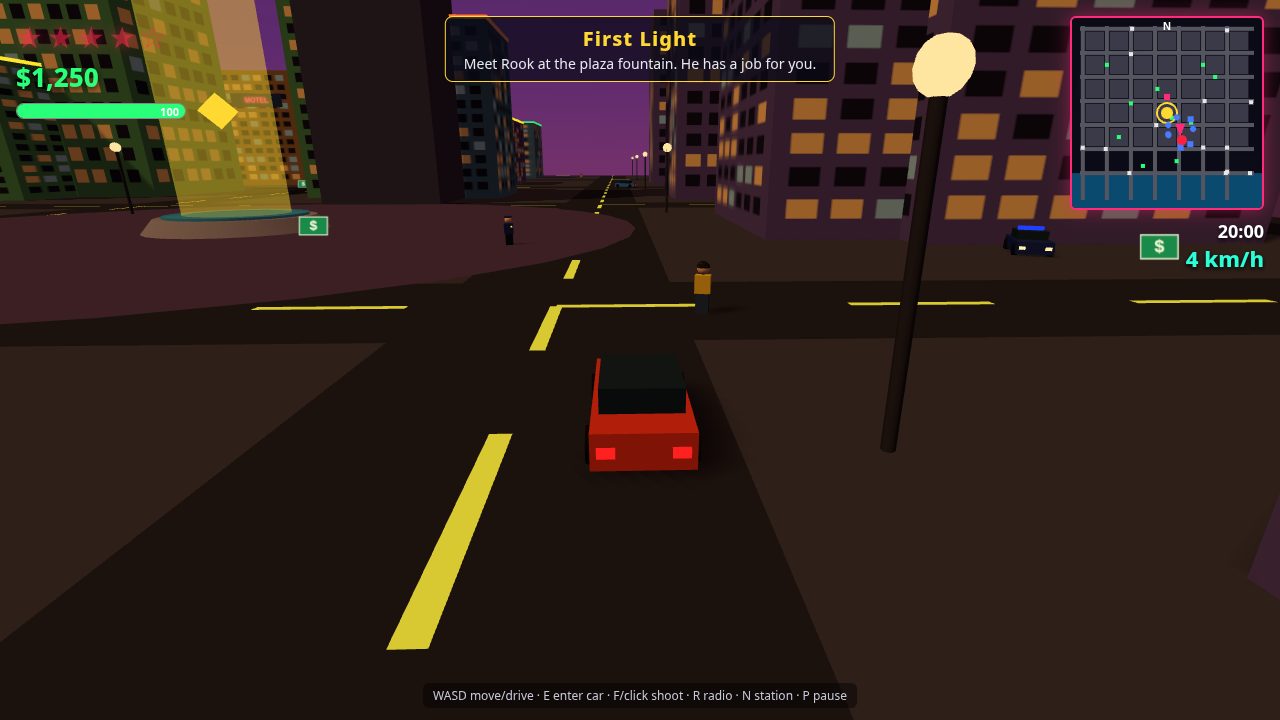 First Light
Meet Rook at the plaza fountain. He has a job for you.
$1,250
100
MOTEL
N
$
$
20:00
4 km/h
WASD move/drive · E enter car · F/click shoot · R radio · N station · P pause